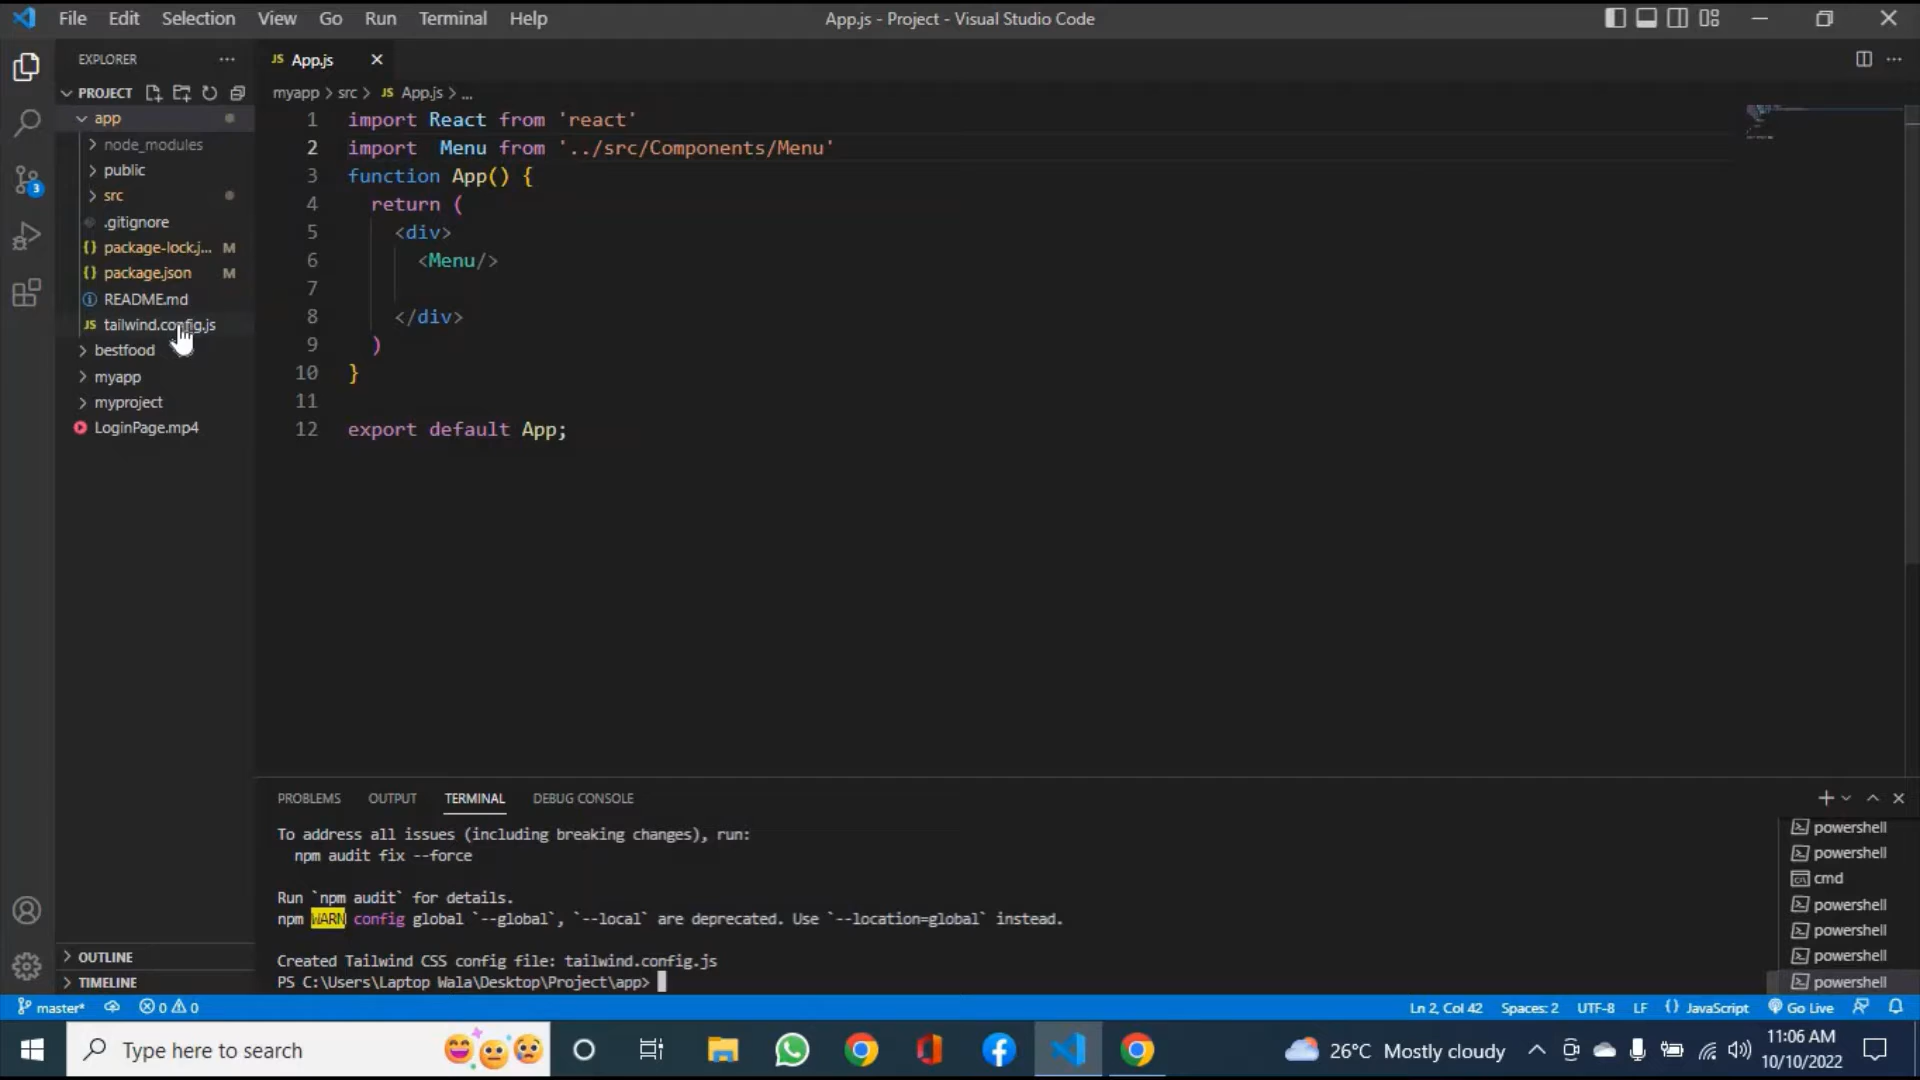 File Edit Selection View Go Run Terminal Help
App.js - Project - Visual Studio Code
EXPLORER
JS App.js
PROJECT
myapp > src > JS App.js > ...
app
node_modules
public
src
.gitignore
{} package-lock.j... M
{} package.json M
README.md
JS tailwind.config.js
bestfood
myapp
myproject
LoginPage.mp4
3
1 import React from 'react'
2 import  Menu from '../src/Components/Menu'
3 function App() {
4   return (
5     <div>
6       <Menu/>
7
8     </div>
9   )
10 }
11
12 export default App;
PROBLEMS OUTPUT TERMINAL DEBUG CONSOLE
To address all issues (including breaking changes), run:
  npm audit fix --force
Run `npm audit` for details.
npm WARN config global `--global`, `--local` are deprecated. Use `--location=global` instead.
Created Tailwind CSS config file: tailwind.config.js
PS C:\Users\Laptop Wala\Desktop\Project\app>
powershell
powershell
cmd
powershell
powershell
powershell
powershell
OUTLINE
TIMELINE
master* 0 0 Ln 2, Col 42 Spaces: 2 UTF-8 LF {} JavaScript Go Live
Type here to search
26°C Mostly cloudy
11:06 AM
10/10/2022